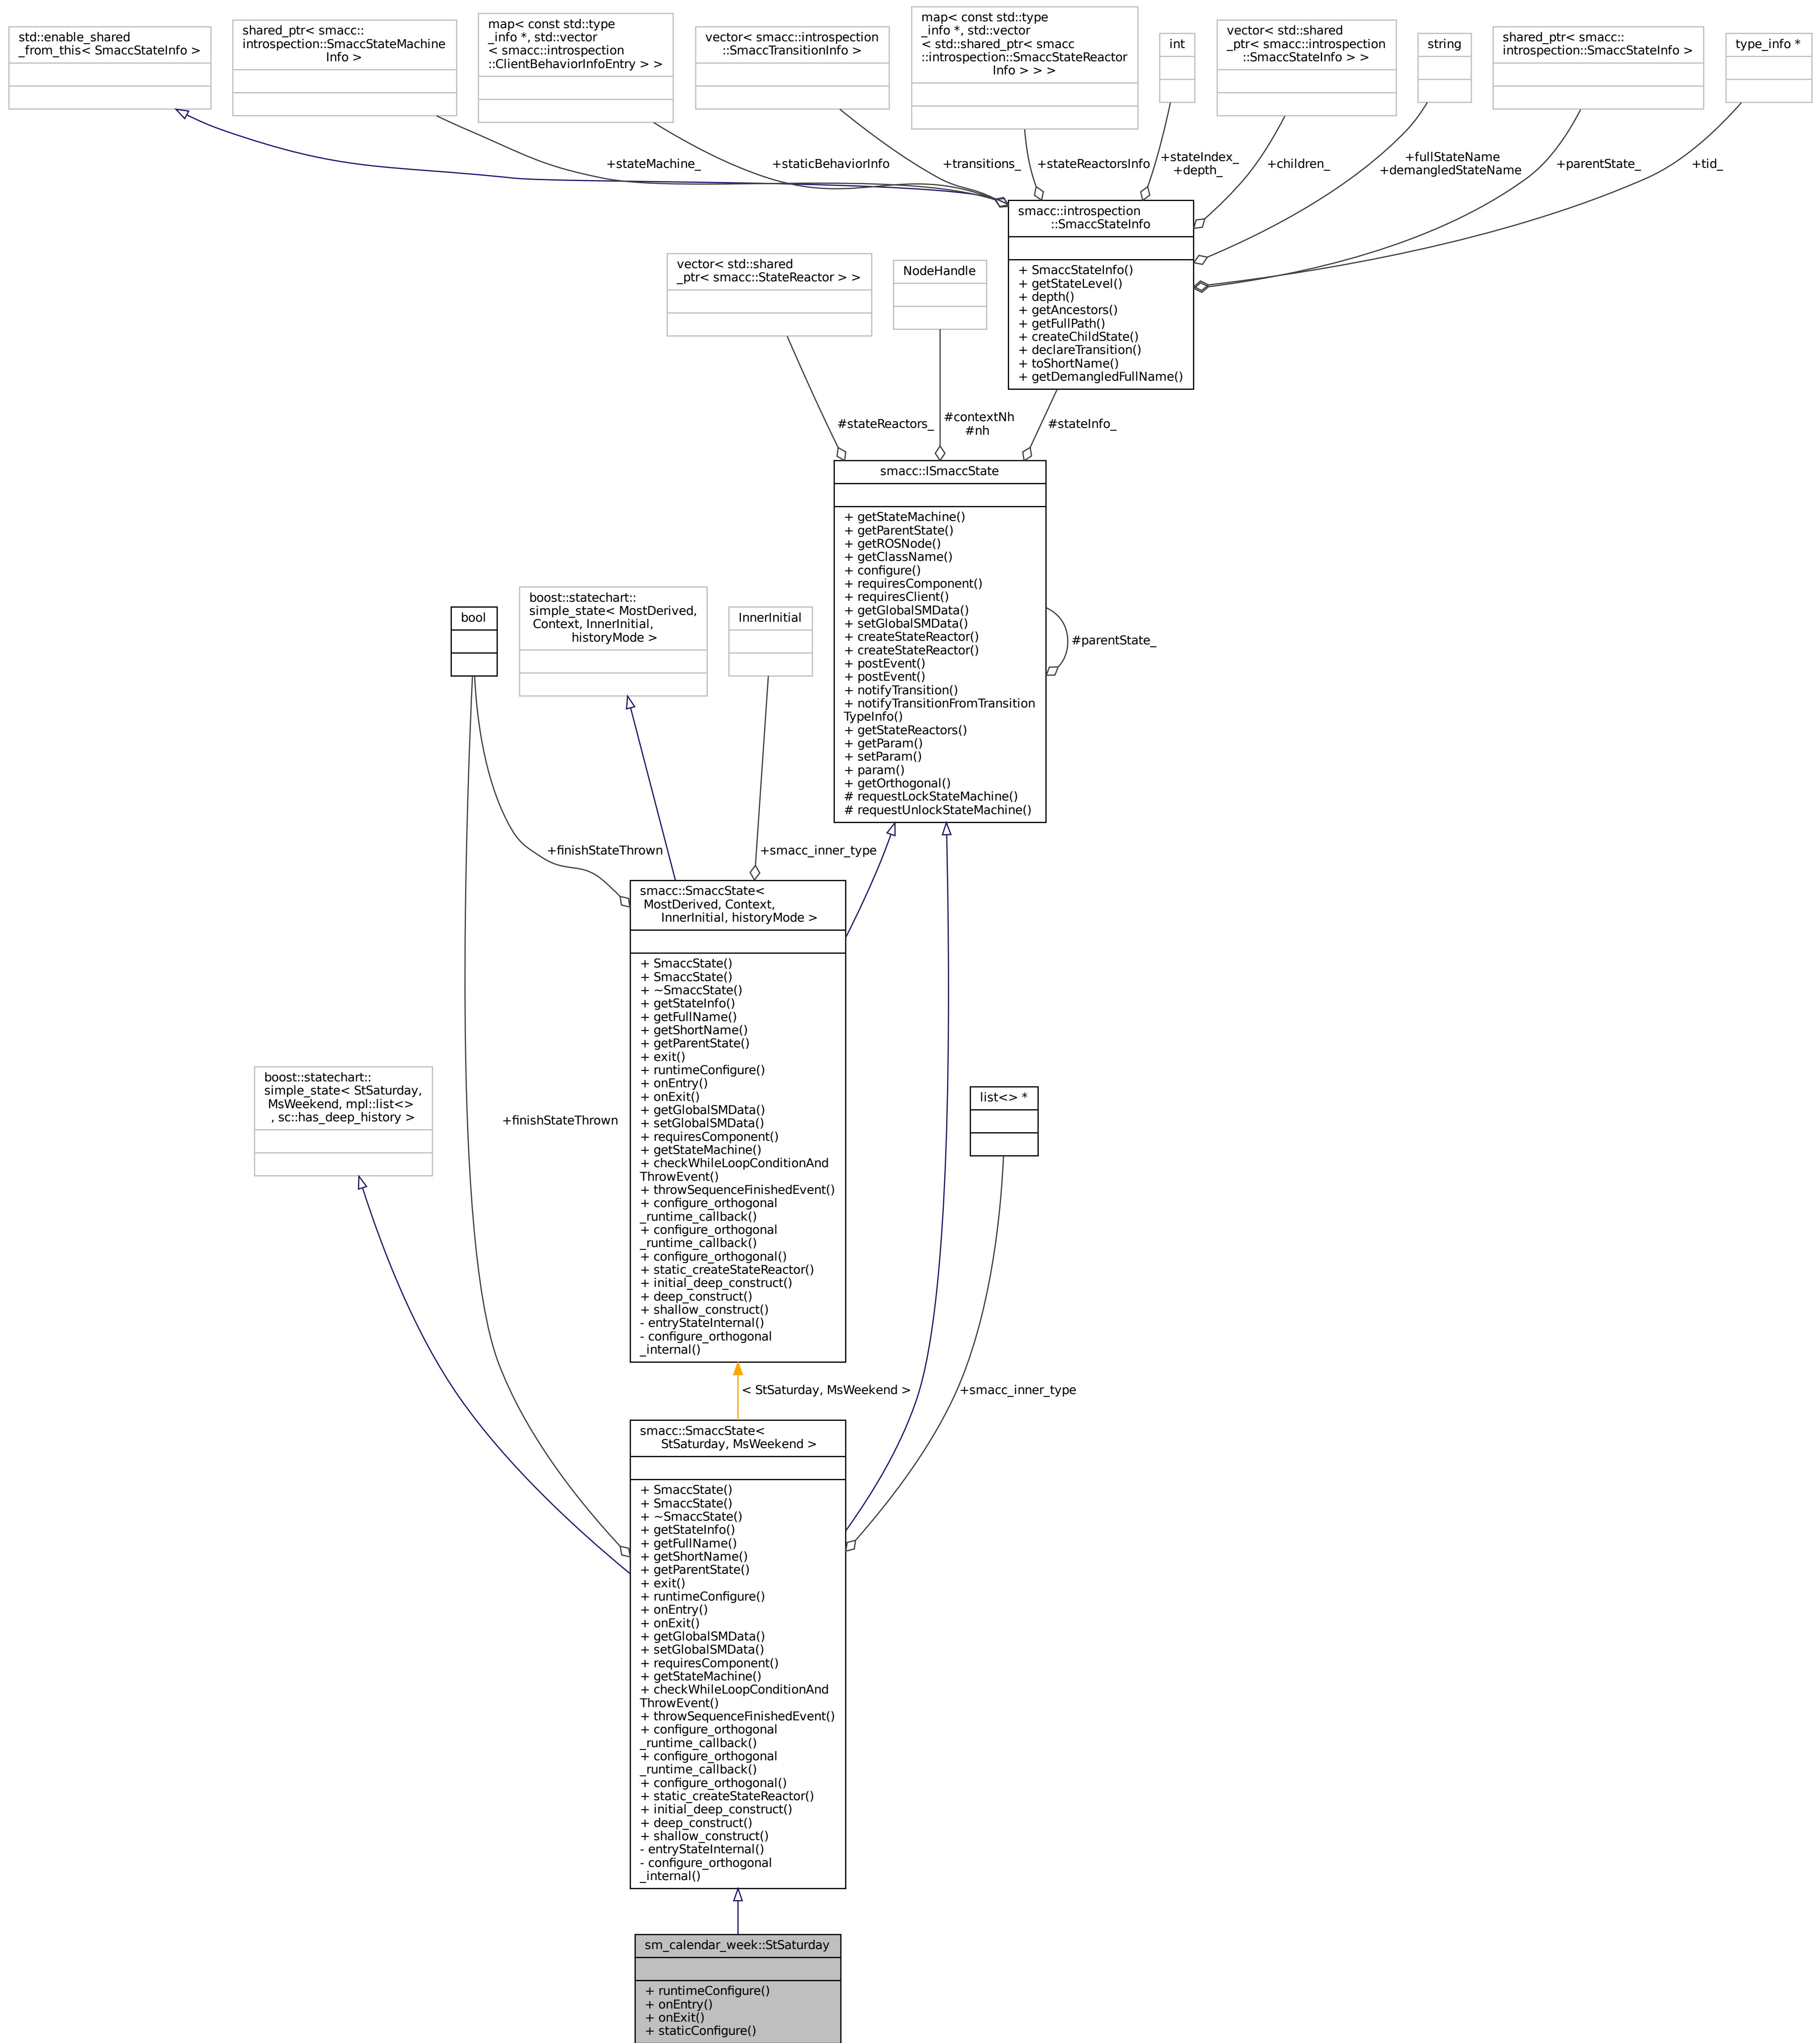 std::enable_shared
_from_this< SmaccStateInfo >
shared_ptr< smacc::
introspection::SmaccStateMachine
Info >
map< const std::type
_info *, std::vector
< smacc::introspection
::ClientBehaviorInfoEntry > >
vector< smacc::introspection
::SmaccTransitionInfo >
map< const std::type
_info *, std::vector
< std::shared_ptr< smacc
::introspection::SmaccStateReactor
Info > > >
int
vector< std::shared
_ptr< smacc::introspection
::SmaccStateInfo > >
string
shared_ptr< smacc::
introspection::SmaccStateInfo >
type_info *
+stateMachine_
+staticBehaviorInfo
+transitions_
+stateReactorsInfo
+stateIndex_
+depth_
+children_
+fullStateName
+demangledStateName
+parentState_
+tid_
smacc::introspection
::SmaccStateInfo
+ SmaccStateInfo()
+ getStateLevel()
+ depth()
+ getAncestors()
+ getFullPath()
+ createChildState()
+ declareTransition()
+ toShortName()
+ getDemangledFullName()
vector< std::shared
_ptr< smacc::StateReactor > >
NodeHandle
#stateReactors_
#contextNh
#nh
#stateInfo_
smacc::ISmaccState
+ getStateMachine()
+ getParentState()
+ getROSNode()
+ getClassName()
+ configure()
+ requiresComponent()
+ requiresClient()
+ getGlobalSMData()
+ setGlobalSMData()
+ createStateReactor()
+ createStateReactor()
+ postEvent()
+ postEvent()
+ notifyTransition()
+ notifyTransitionFromTransition
TypeInfo()
+ getStateReactors()
+ getParam()
+ setParam()
+ param()
+ getOrthogonal()
# requestLockStateMachine()
# requestUnlockStateMachine()
#parentState_
bool
boost::statechart::
simple_state< MostDerived,
Context, InnerInitial,
historyMode >
InnerInitial
+finishStateThrown
+smacc_inner_type
smacc::SmaccState<
MostDerived, Context,
InnerInitial, historyMode >
+ SmaccState()
+ SmaccState()
+ ~SmaccState()
+ getStateInfo()
+ getFullName()
+ getShortName()
+ getParentState()
+ exit()
+ runtimeConfigure()
+ onEntry()
+ onExit()
+ getGlobalSMData()
+ setGlobalSMData()
+ requiresComponent()
+ getStateMachine()
+ checkWhileLoopConditionAnd
ThrowEvent()
+ throwSequenceFinishedEvent()
+ configure_orthogonal
_runtime_callback()
+ configure_orthogonal
_runtime_callback()
+ configure_orthogonal()
+ static_createStateReactor()
+ initial_deep_construct()
+ deep_construct()
+ shallow_construct()
- entryStateInternal()
- configure_orthogonal
_internal()
boost::statechart::
simple_state< StSaturday,
MsWeekend, mpl::list<>
, sc::has_deep_history >
+finishStateThrown
list<> *
< StSaturday, MsWeekend >
+smacc_inner_type
smacc::SmaccState<
StSaturday, MsWeekend >
+ SmaccState()
+ SmaccState()
+ ~SmaccState()
+ getStateInfo()
+ getFullName()
+ getShortName()
+ getParentState()
+ exit()
+ runtimeConfigure()
+ onEntry()
+ onExit()
+ getGlobalSMData()
+ setGlobalSMData()
+ requiresComponent()
+ getStateMachine()
+ checkWhileLoopConditionAnd
ThrowEvent()
+ throwSequenceFinishedEvent()
+ configure_orthogonal
_runtime_callback()
+ configure_orthogonal
_runtime_callback()
+ configure_orthogonal()
+ static_createStateReactor()
+ initial_deep_construct()
+ deep_construct()
+ shallow_construct()
- entryStateInternal()
- configure_orthogonal
_internal()
sm_calendar_week::StSaturday
+ runtimeConfigure()
+ onEntry()
+ onExit()
+ staticConfigure()